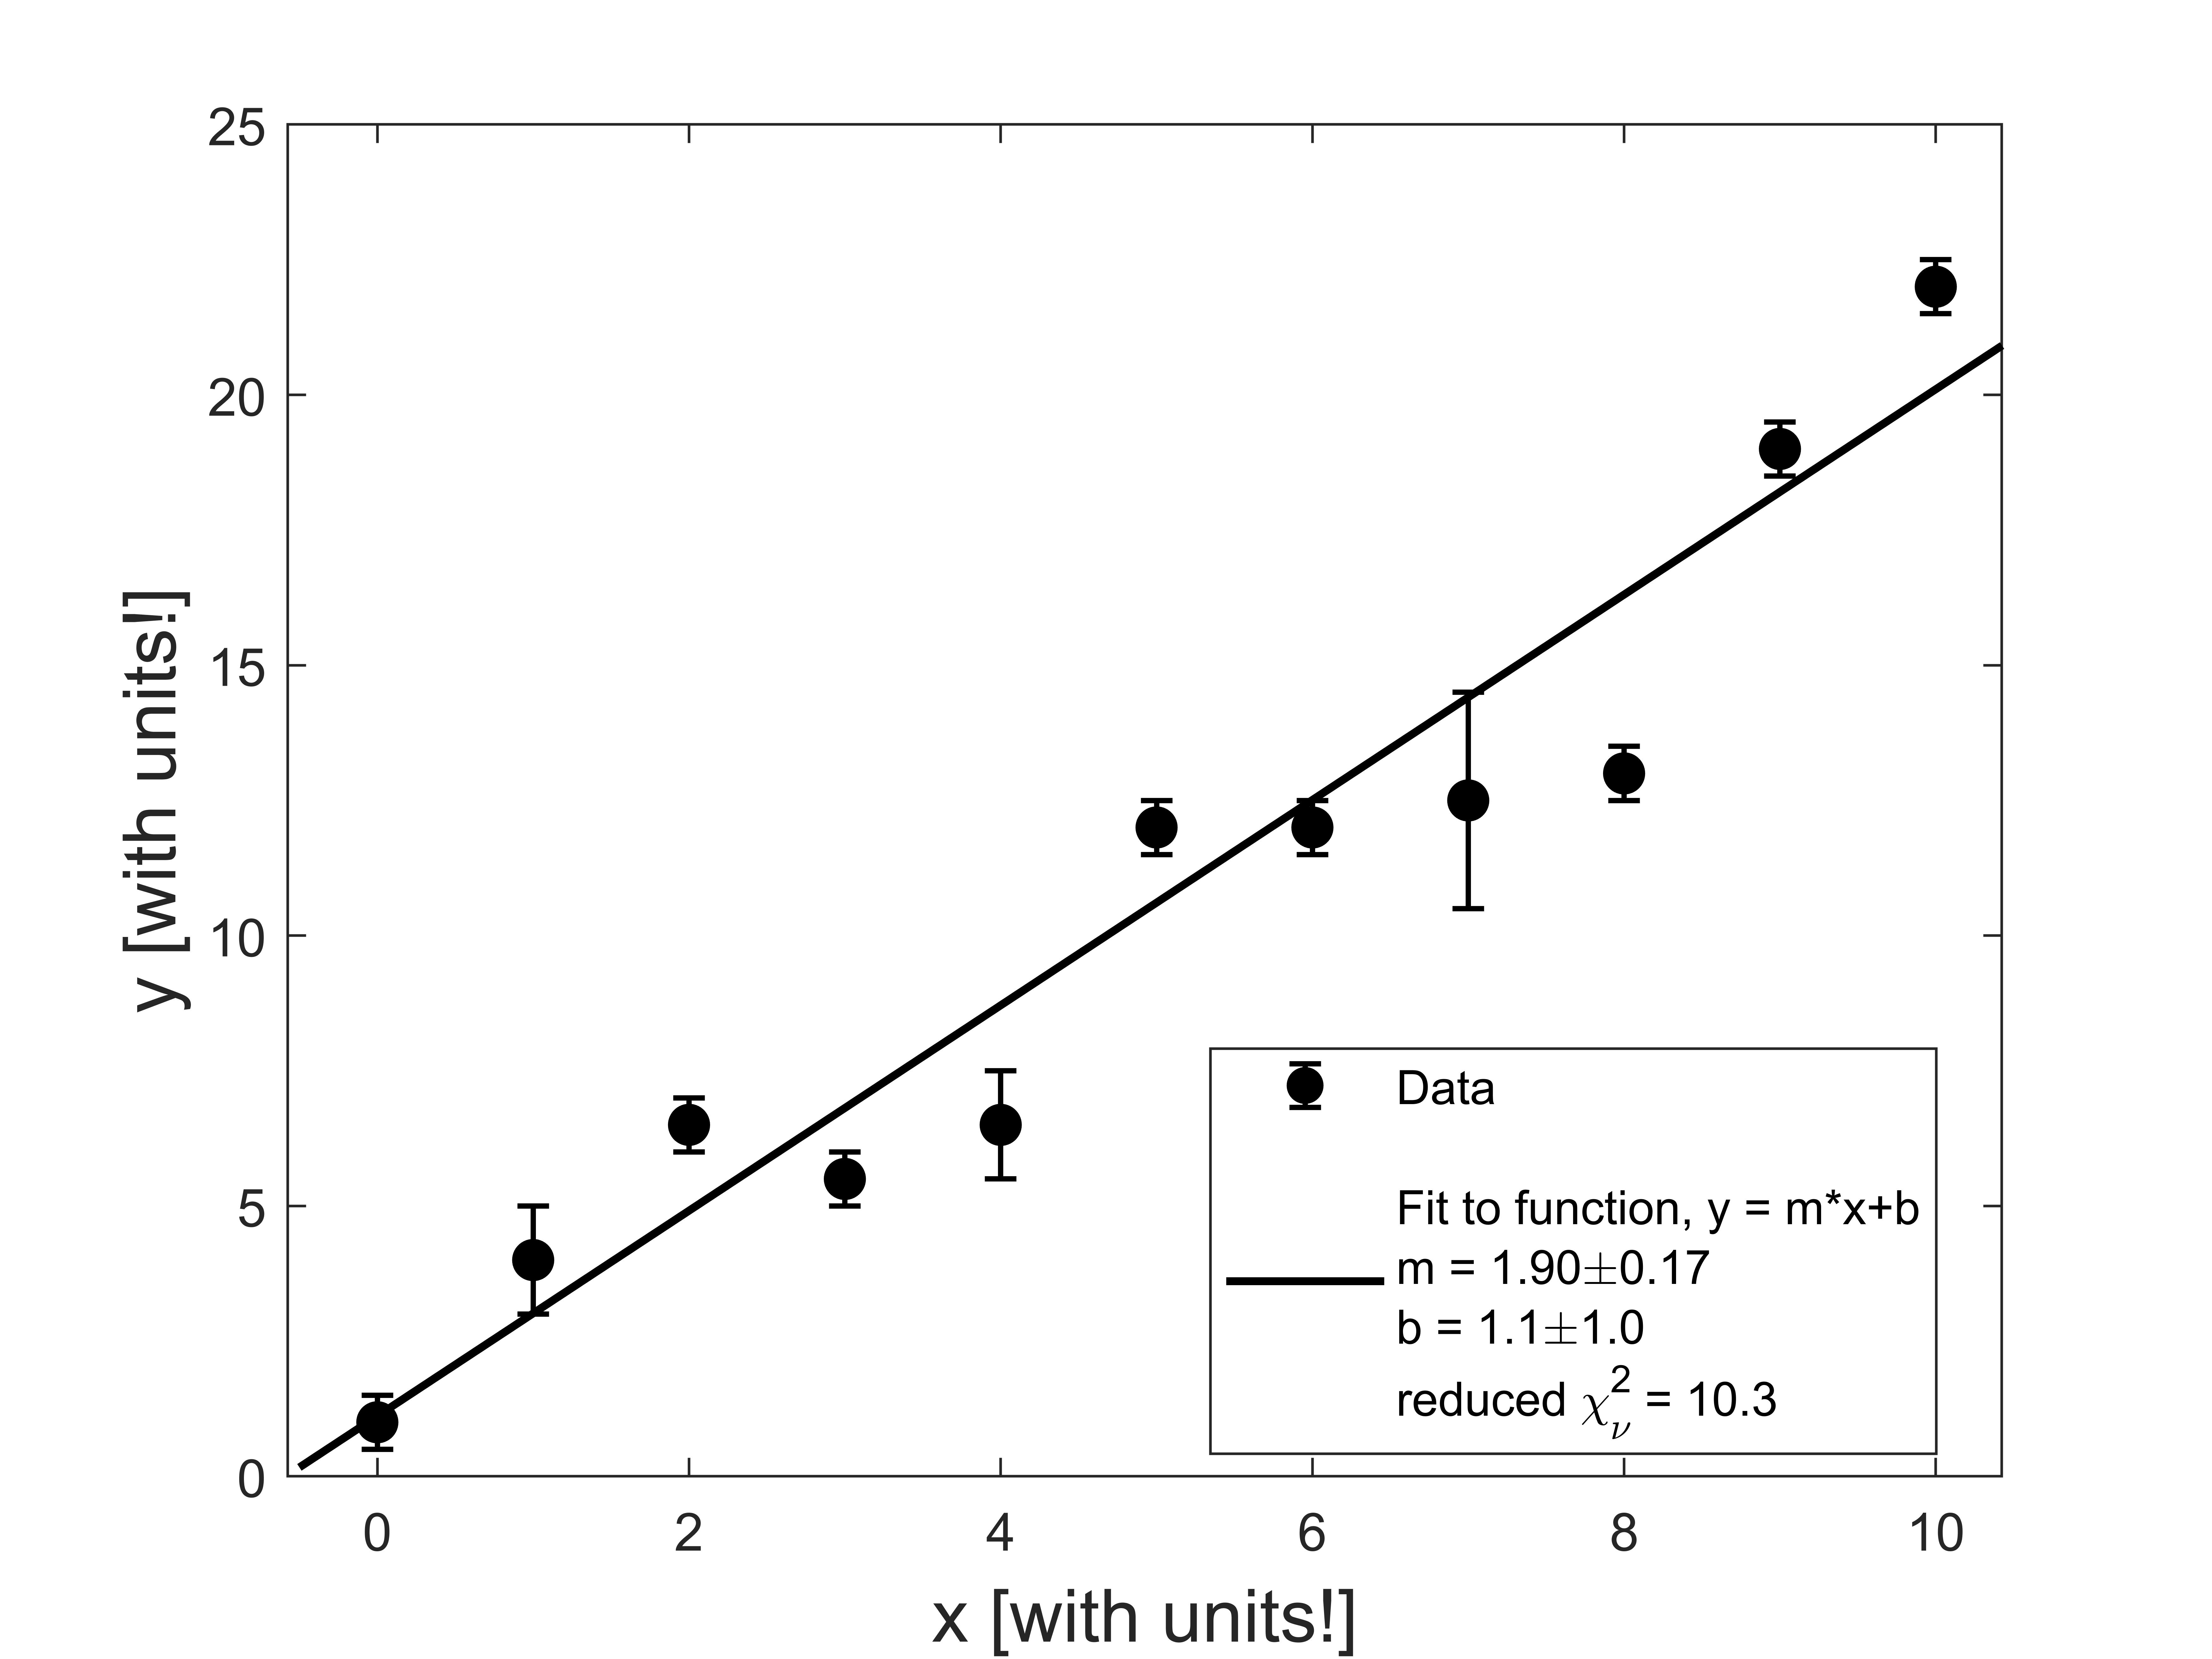 25
20
15
10
5
0
y [with units!]
0 2 4 6 8 10
x [with units!]
Data
Fit to function, y = m*x+b
m = 1.90±0.17
b = 1.1±1.0
reduced χ²ᵥ = 10.3